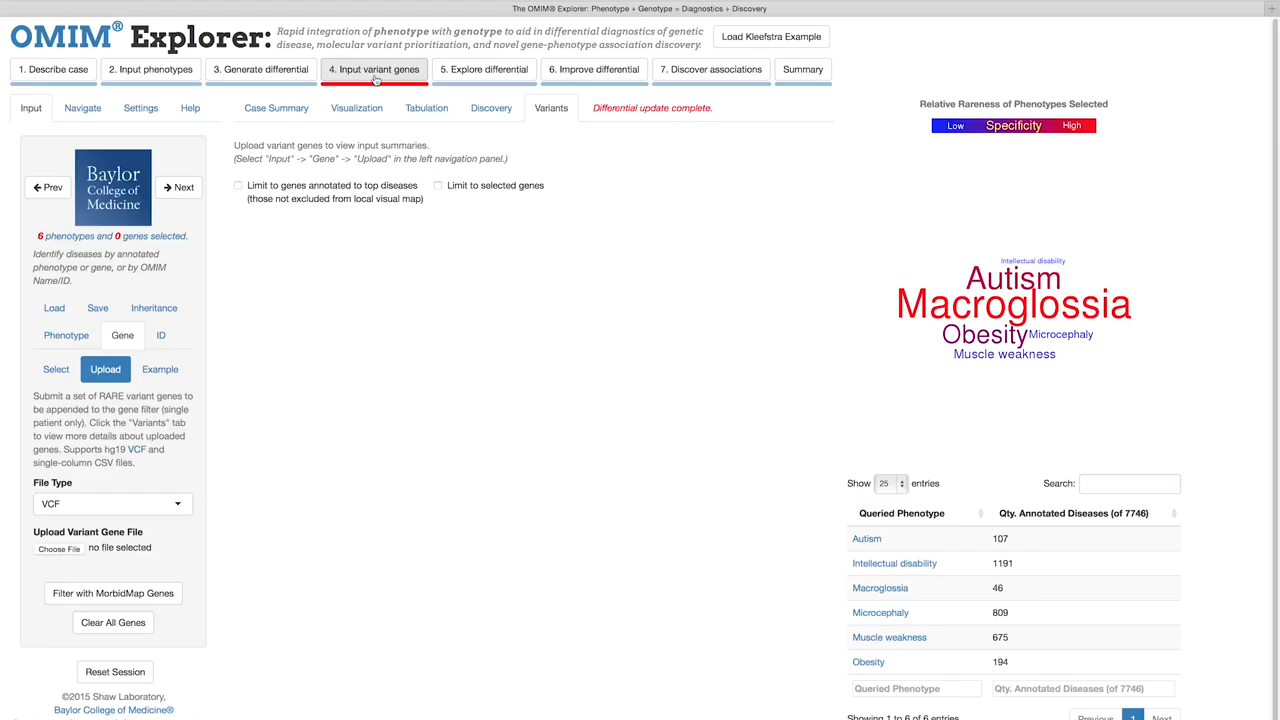 The OMIM® Explorer: Phenotype + Genotype = Diagnostics + Discovery
OMIM® Explorer:
Rapid integration of phenotype with genotype to aid in differential diagnostics of genetic
disease, molecular variant prioritization, and novel gene-phenotype association discovery.
Load Kleefstra Example
1. Describe case
2. Input phenotypes
3. Generate differential
4. Input variant genes
5. Explore differential
6. Improve differential
7. Discover associations
Summary
Input
Navigate
Settings
Help
Case Summary
Visualization
Tabulation
Discovery
Variants
Differential update complete.
Prev
Baylor
College of
Medicine
Next
6 phenotypes and 0 genes selected.
Identify diseases by annotated
phenotype or gene, or by OMIM
Name/ID.
Load
Save
Inheritance
Phenotype
Gene
ID
Select
Upload
Example
Submit a set of RARE variant genes to
be appended to the gene filter (single
patient only). Click the "Variants" tab
to view more details about uploaded
genes. Supports hg19 VCF and
single-column CSV files.
File Type
VCF
Upload Variant Gene File
Choose File no file selected
Filter with MorbidMap Genes
Clear All Genes
Reset Session
©2015 Shaw Laboratory,
Baylor College of Medicine®
Upload variant genes to view input summaries.
(Select "Input" -> "Gene" -> "Upload" in the left navigation panel.)
Limit to genes annotated to top diseases
(those not excluded from local visual map)
Limit to selected genes
Relative Rareness of Phenotypes Selected
Low Specificity High
Intellectual disability
Autism
Macroglossia
Obesity
Microcephaly
Muscle weakness
Show 25 entries
Search:
Queried Phenotype Qty. Annotated Diseases (of 7746)
Autism 107
Intellectual disability 1191
Macroglossia 46
Microcephaly 809
Muscle weakness 675
Obesity 194
Queried Phenotype Qty. Annotated Diseases (of 7746)
Showing 1 to 6 of 6 entries
Previous 1 Next